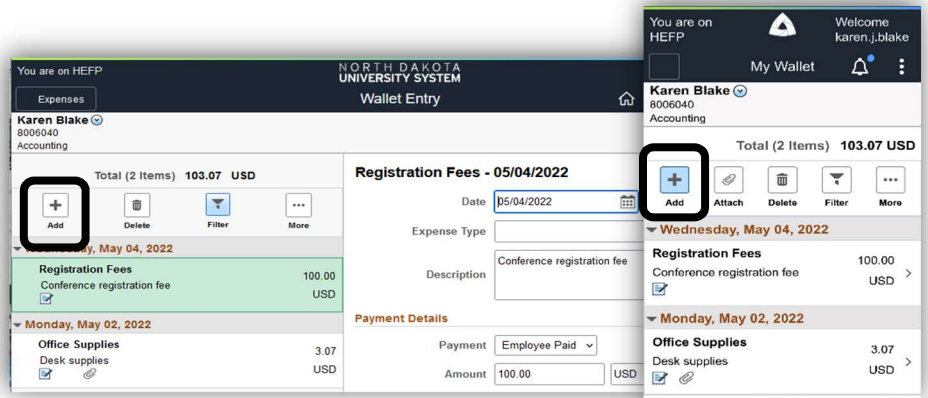 You are on HEFP
NORTH DAKOTA
UNIVERSITY SYSTEM
Expenses
Wallet Entry
Karen Blake
8006040
Accounting
Total (2 Items) 103.07 USD
Add
Delete
Filter
More
Wednesday, May 04, 2022
Registration Fees
100.00
Conference registration fee
USD
Monday, May 02, 2022
Office Supplies
3.07
Desk supplies
USD
Registration Fees - 05/04/2022
Date 05/04/2022
Expense Type
Description Conference registration fee
Payment Details
Payment Employee Paid
Amount 100.00 USD
You are on
HEFP
Welcome
karen.j.blake
My Wallet
Karen Blake
8006040
Accounting
Total (2 Items) 103.07 USD
Add
Attach
Delete
Filter
More
Wednesday, May 04, 2022
Registration Fees
100.00
Conference registration fee
USD
Monday, May 02, 2022
Office Supplies
3.07
Desk supplies
USD